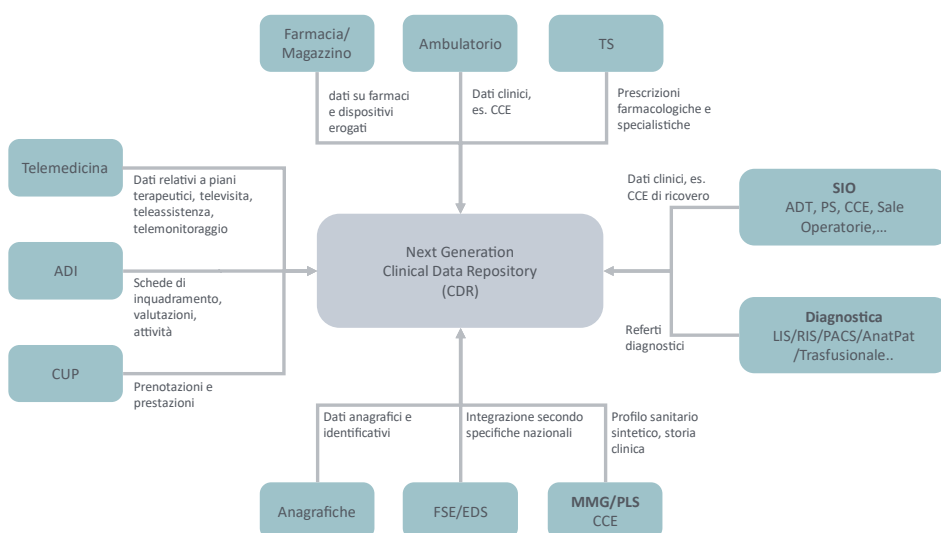 Farmacia/
Magazzino
Ambulatorio
TS
dati su farmaci
e dispositivi
erogati
Dati clinici,
es. CCE
Prescrizioni
farmacologiche e
specialistiche
Telemedicina
Dati relativi a piani
terapeutici, televisita,
teleassistenza,
telemonitoraggio
ADI
Schede di
inquadramento,
valutazioni,
attività
CUP
Prenotazioni e
prestazioni
Next Generation
Clinical Data Repository
(CDR)
Dati clinici, es.
CCE di ricovero
SIO
ADT, PS, CCE, Sale
Operatorie,...
Referti
diagnostici
Diagnostica
LIS/RIS/PACS/AnatPat
/Trasfusionale..
Dati anagrafici e
identificativi
Integrazione secondo
specifiche nazionali
Profilo sanitario
sintetico, storia
clinica
Anagrafiche
FSE/EDS
MMG/PLS
CCE